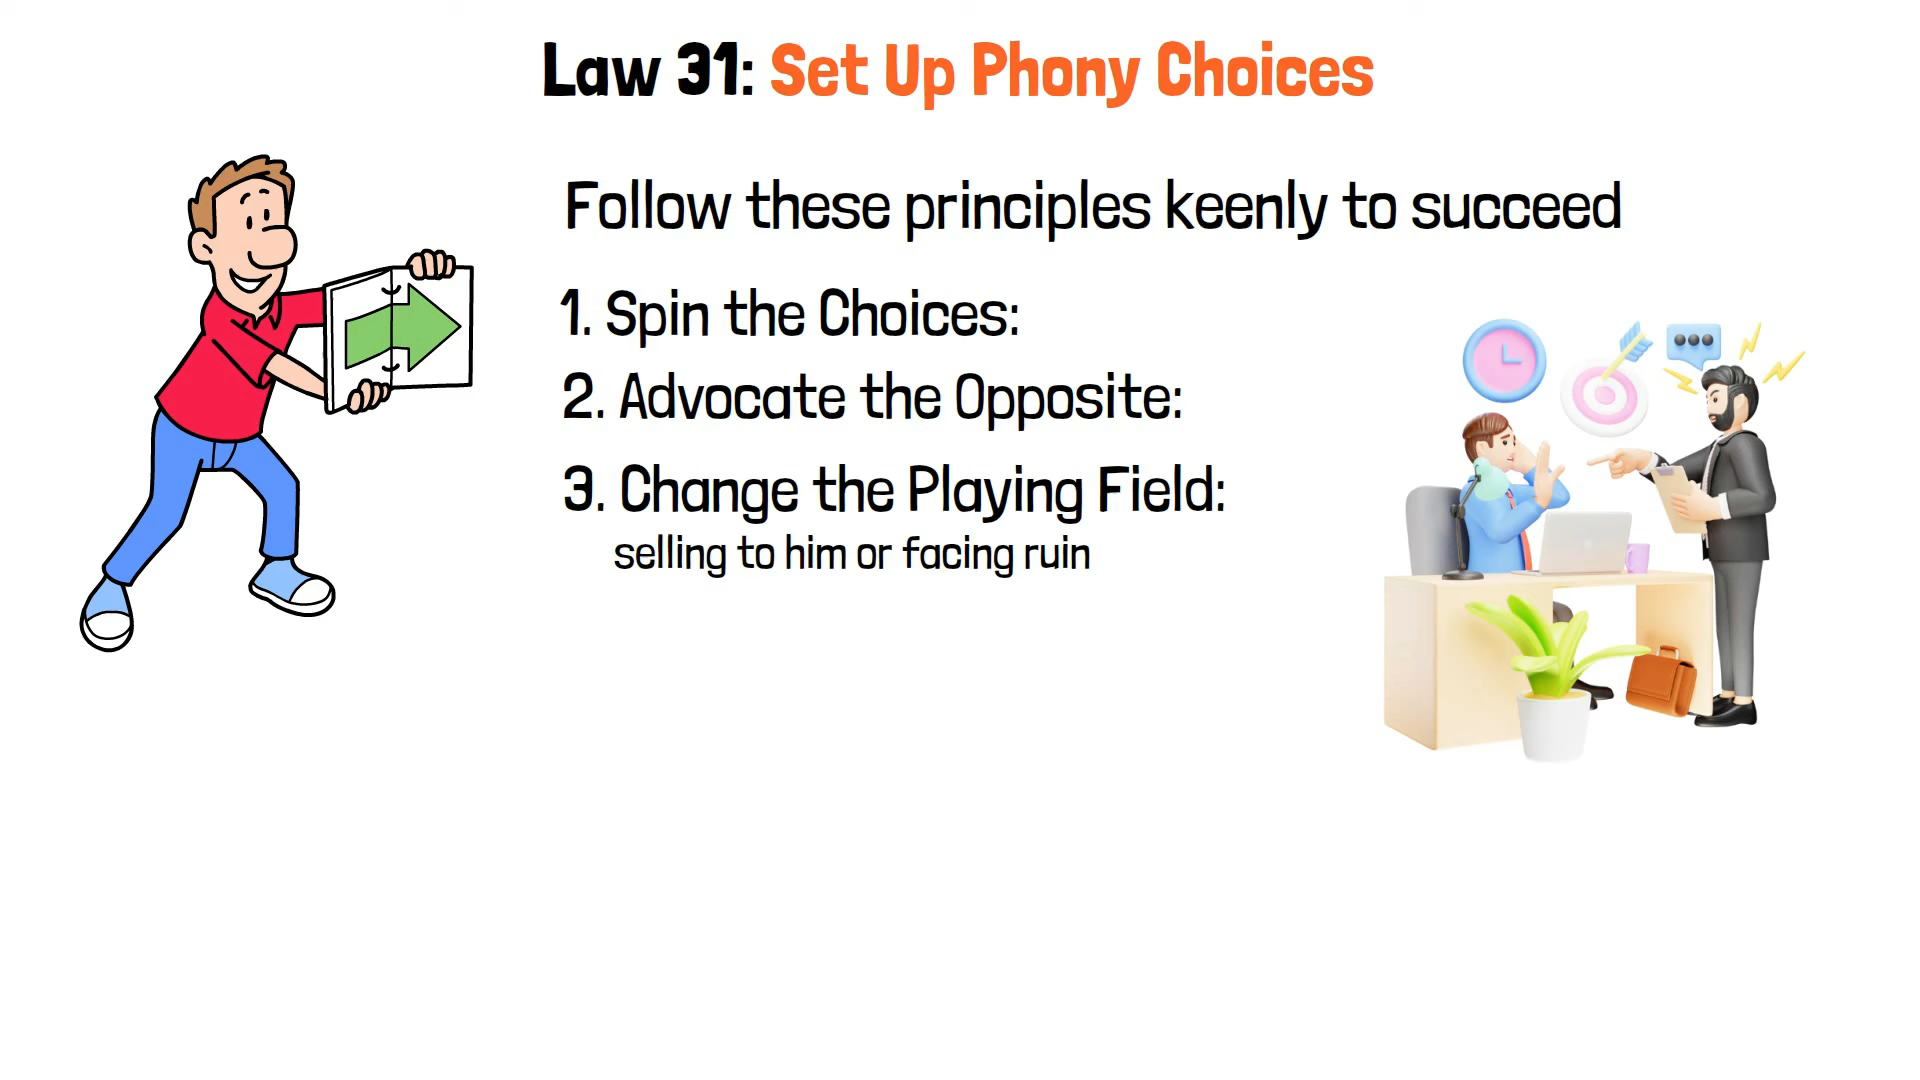 Law 31: Set Up Phony Choices
Follow these principles keenly to succeed
1. Spin the Choices:
2. Advocate the Opposite:
3. Change the Playing Field:
selling to him or facing ruin